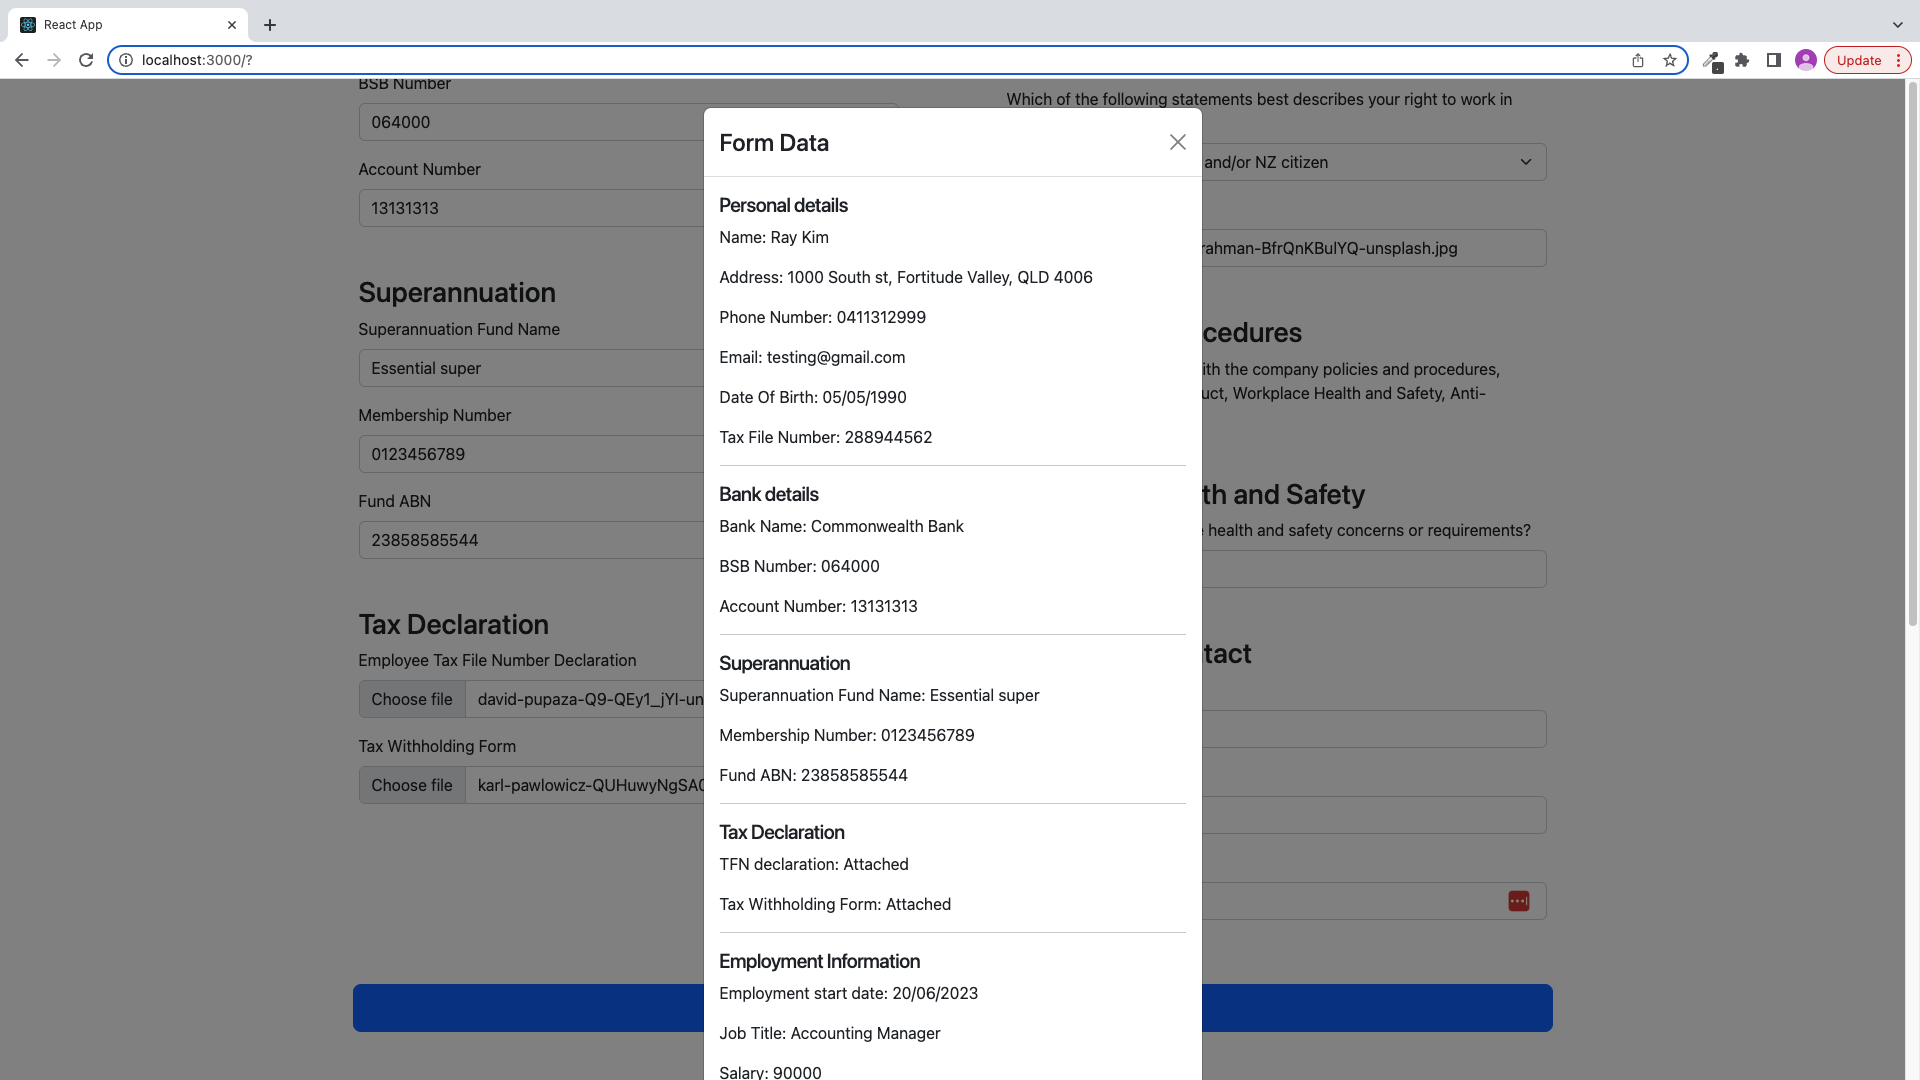 React App
localhost:3000/?
Update
BSB Number
064000
Account Number
13131313
Superannuation
Superannuation Fund Name
Essential super
Membership Number
0123456789
Fund ABN
23858585544
Tax Declaration
Employee Tax File Number Declaration
Choose file david-pupaza-Q9-QEy1_jYI-un
Tax Withholding Form
Choose file karl-pawlowicz-QUHuwyNgSA
Form Data
Personal details
Name: Ray Kim
Address: 1000 South st, Fortitude Valley, QLD 4006
Phone Number: 0411312999
Email: testing@gmail.com
Date Of Birth: 05/05/1990
Tax File Number: 288944562
Bank details
Bank Name: Commonwealth Bank
BSB Number: 064000
Account Number: 13131313
Superannuation
Superannuation Fund Name: Essential super
Membership Number: 0123456789
Fund ABN: 23858585544
Tax Declaration
TFN declaration: Attached
Tax Withholding Form: Attached
Employment Information
Employment start date: 20/06/2023
Job Title: Accounting Manager
Salary: 90000
Which of the following statements best describes your right to work in
and/or NZ citizen
rahman-BfrQnKBulYQ-unsplash.jpg
cedures
ith the company policies and procedures,
uct, Workplace Health and Safety, Anti-
th and Safety
health and safety concerns or requirements?
tact